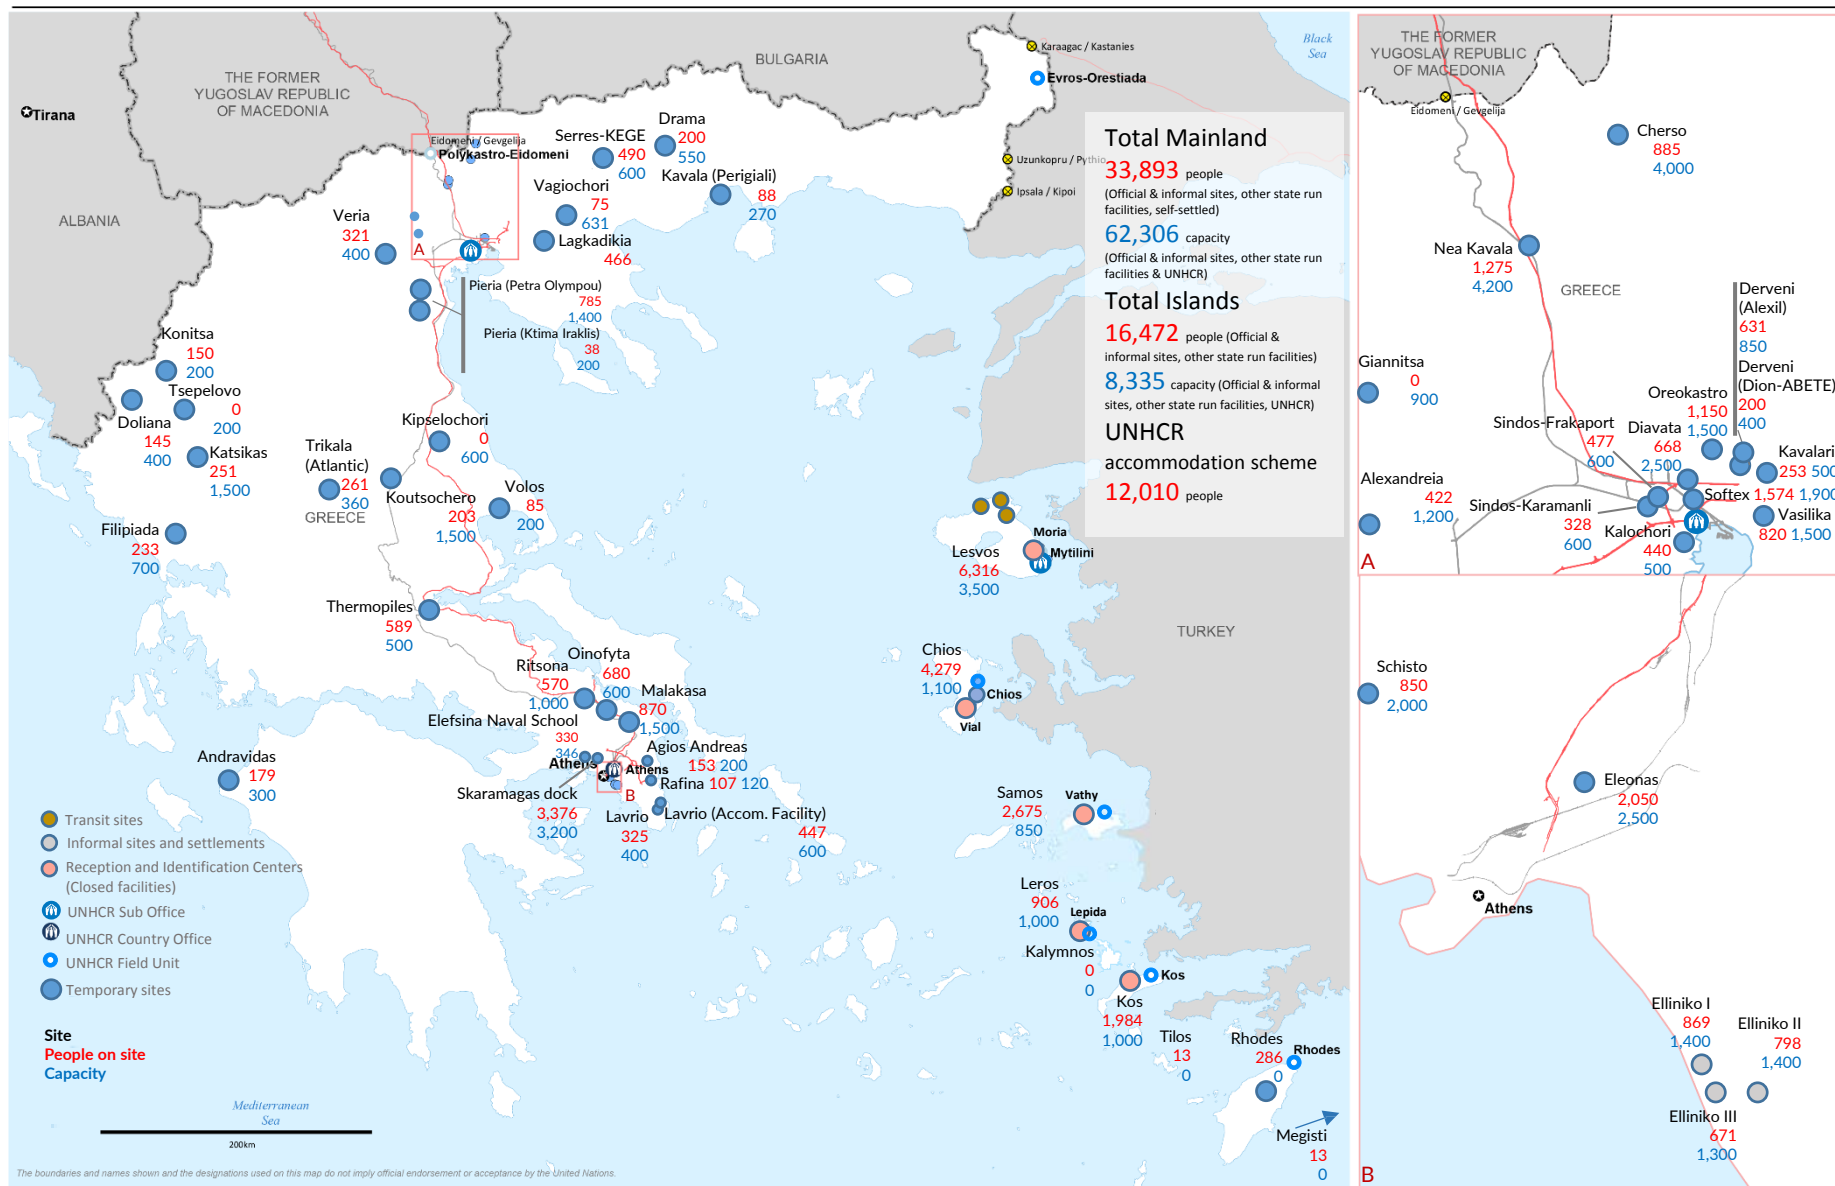 Tirana
THE FORMER
YUGOSLAV REPUBLIC
OF MACEDONIA
BULGARIA
Black
Sea
ALBANIA
Karaagac / Kastanies
Evros-Orestiada
Uzunkopru / Pythio
Ipsala / Kipoi
Eidomeni / Gevgelija
Polykastro-Eidomeni
A
Serres-KEGE
490
600
Drama
200
550
Vagiochori
75
631
Kavala (Perigiali)
88
270
Lagkadikia
466
Veria
321
400
Pieria (Petra Olympou)
785
1,400
Pieria (Ktima Iraklis)
38
200
Konitsa
150
200
Tsepelovo
0
200
Doliana
145
400
Katsikas
251
1,500
Kipselochori
0
600
Trikala
(Atlantic)
261
360
GREECE
Koutsochero
203
1,500
Volos
85
200
Filipiada
233
700
Thermopiles
589
500
Oinofyta
680
600
Ritsona
570
1,000
Malakasa
870
1,500
Elefsina Naval School
330
346
Athens
Athens
B
Agios Andreas
153 200
Rafina 107 120
Skaramagas dock
3,376
3,200
Lavrio
325
400
Lavrio (Accom. Facility)
447
600
Andravidas
179
300
Total Mainland
33,893 people
(Official & informal sites, other state run
facilities, self-settled)
62,306 capacity
(Official & informal sites, other state run
facilities & UNHCR)
Total Islands
16,472 people (Official &
informal sites, other state run facilities)
8,335 capacity (Official & informal
sites, other state run facilities, UNHCR)
UNHCR
accommodation scheme
12,010 people
Moria
Mytilini
Lesvos
6,316
3,500
TURKEY
Chios
4,279
1,100
Chios
Vial
Samos
2,675
850
Vathy
Leros
906
1,000
Lepida
Kalymnos
0
0
Kos
Kos
1,984
1,000
Tilos
13
0
Rhodes
286
0
Rhodes
Megisti
13
0
Transit sites
Informal sites and settlements
Reception and Identification Centers
(Closed facilities)
UNHCR Sub Office
UNHCR Country Office
UNHCR Field Unit
Temporary sites
Site
People on site
Capacity
Mediterranean
Sea
200km
The boundaries and names shown and the designations used on this map do not imply official endorsement or acceptance by the United Nations.
THE FORMER
YUGOSLAV REPUBLIC
OF MACEDONIA
Eidomeni / Gevgelija
Cherso
885
4,000
Nea Kavala
1,275
4,200
GREECE
Derveni
(Alexil)
631
850
Derveni
(Dion-ABETE)
200
400
Giannitsa
0
900
Oreokastro
1,150
1,500
Sindos-Frakaport
477
600
Diavata
668
2,500
Kavalari
253 500
Alexandreia
422
1,200
Softex 1,574 1,900
Sindos-Karamanli
328
600
Vasilika
820 1,500
Kalochori
440
500
A
Schisto
850
2,000
Eleonas
2,050
2,500
Athens
Elliniko I
869
1,400
Elliniko II
798
1,400
Elliniko III
671
1,300
B